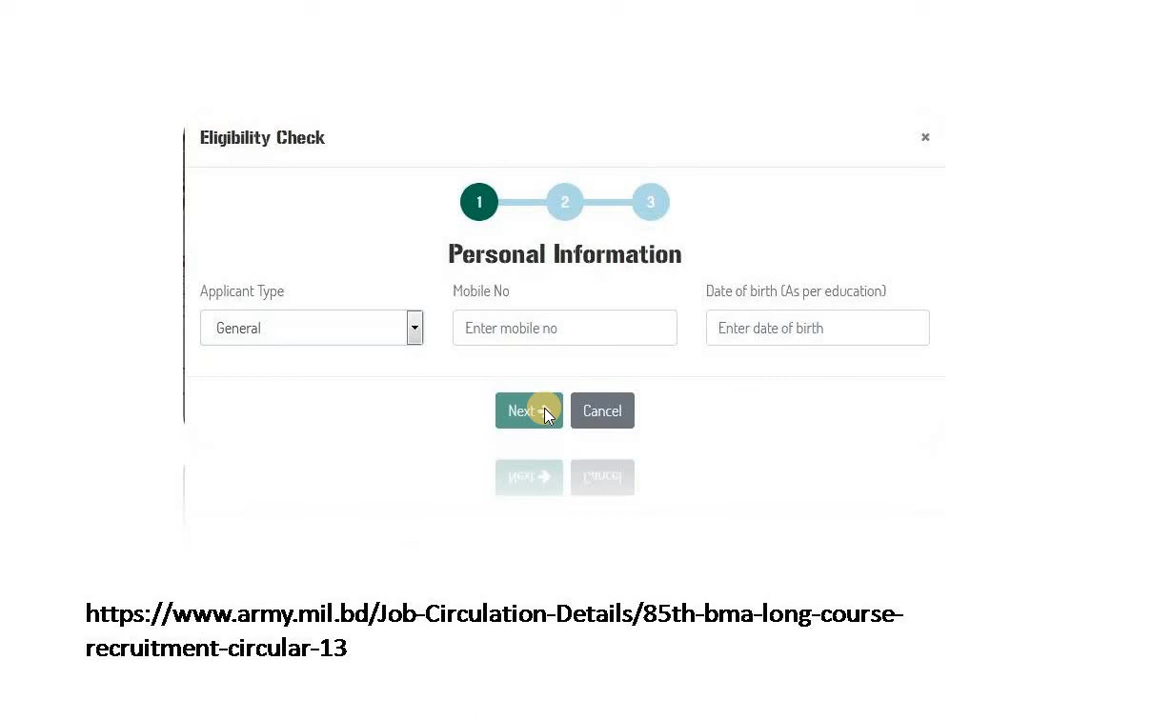 Eligibility Check ×
1 2 3
Personal Information
Applicant Type Mobile No Date of birth (As per education)
General Enter mobile no Enter date of birth
Next Cancel
Next Cancel
https://www.army.mil.bd/Job-Circulation-Details/85th-bma-long-course-
recruitment-circular-13